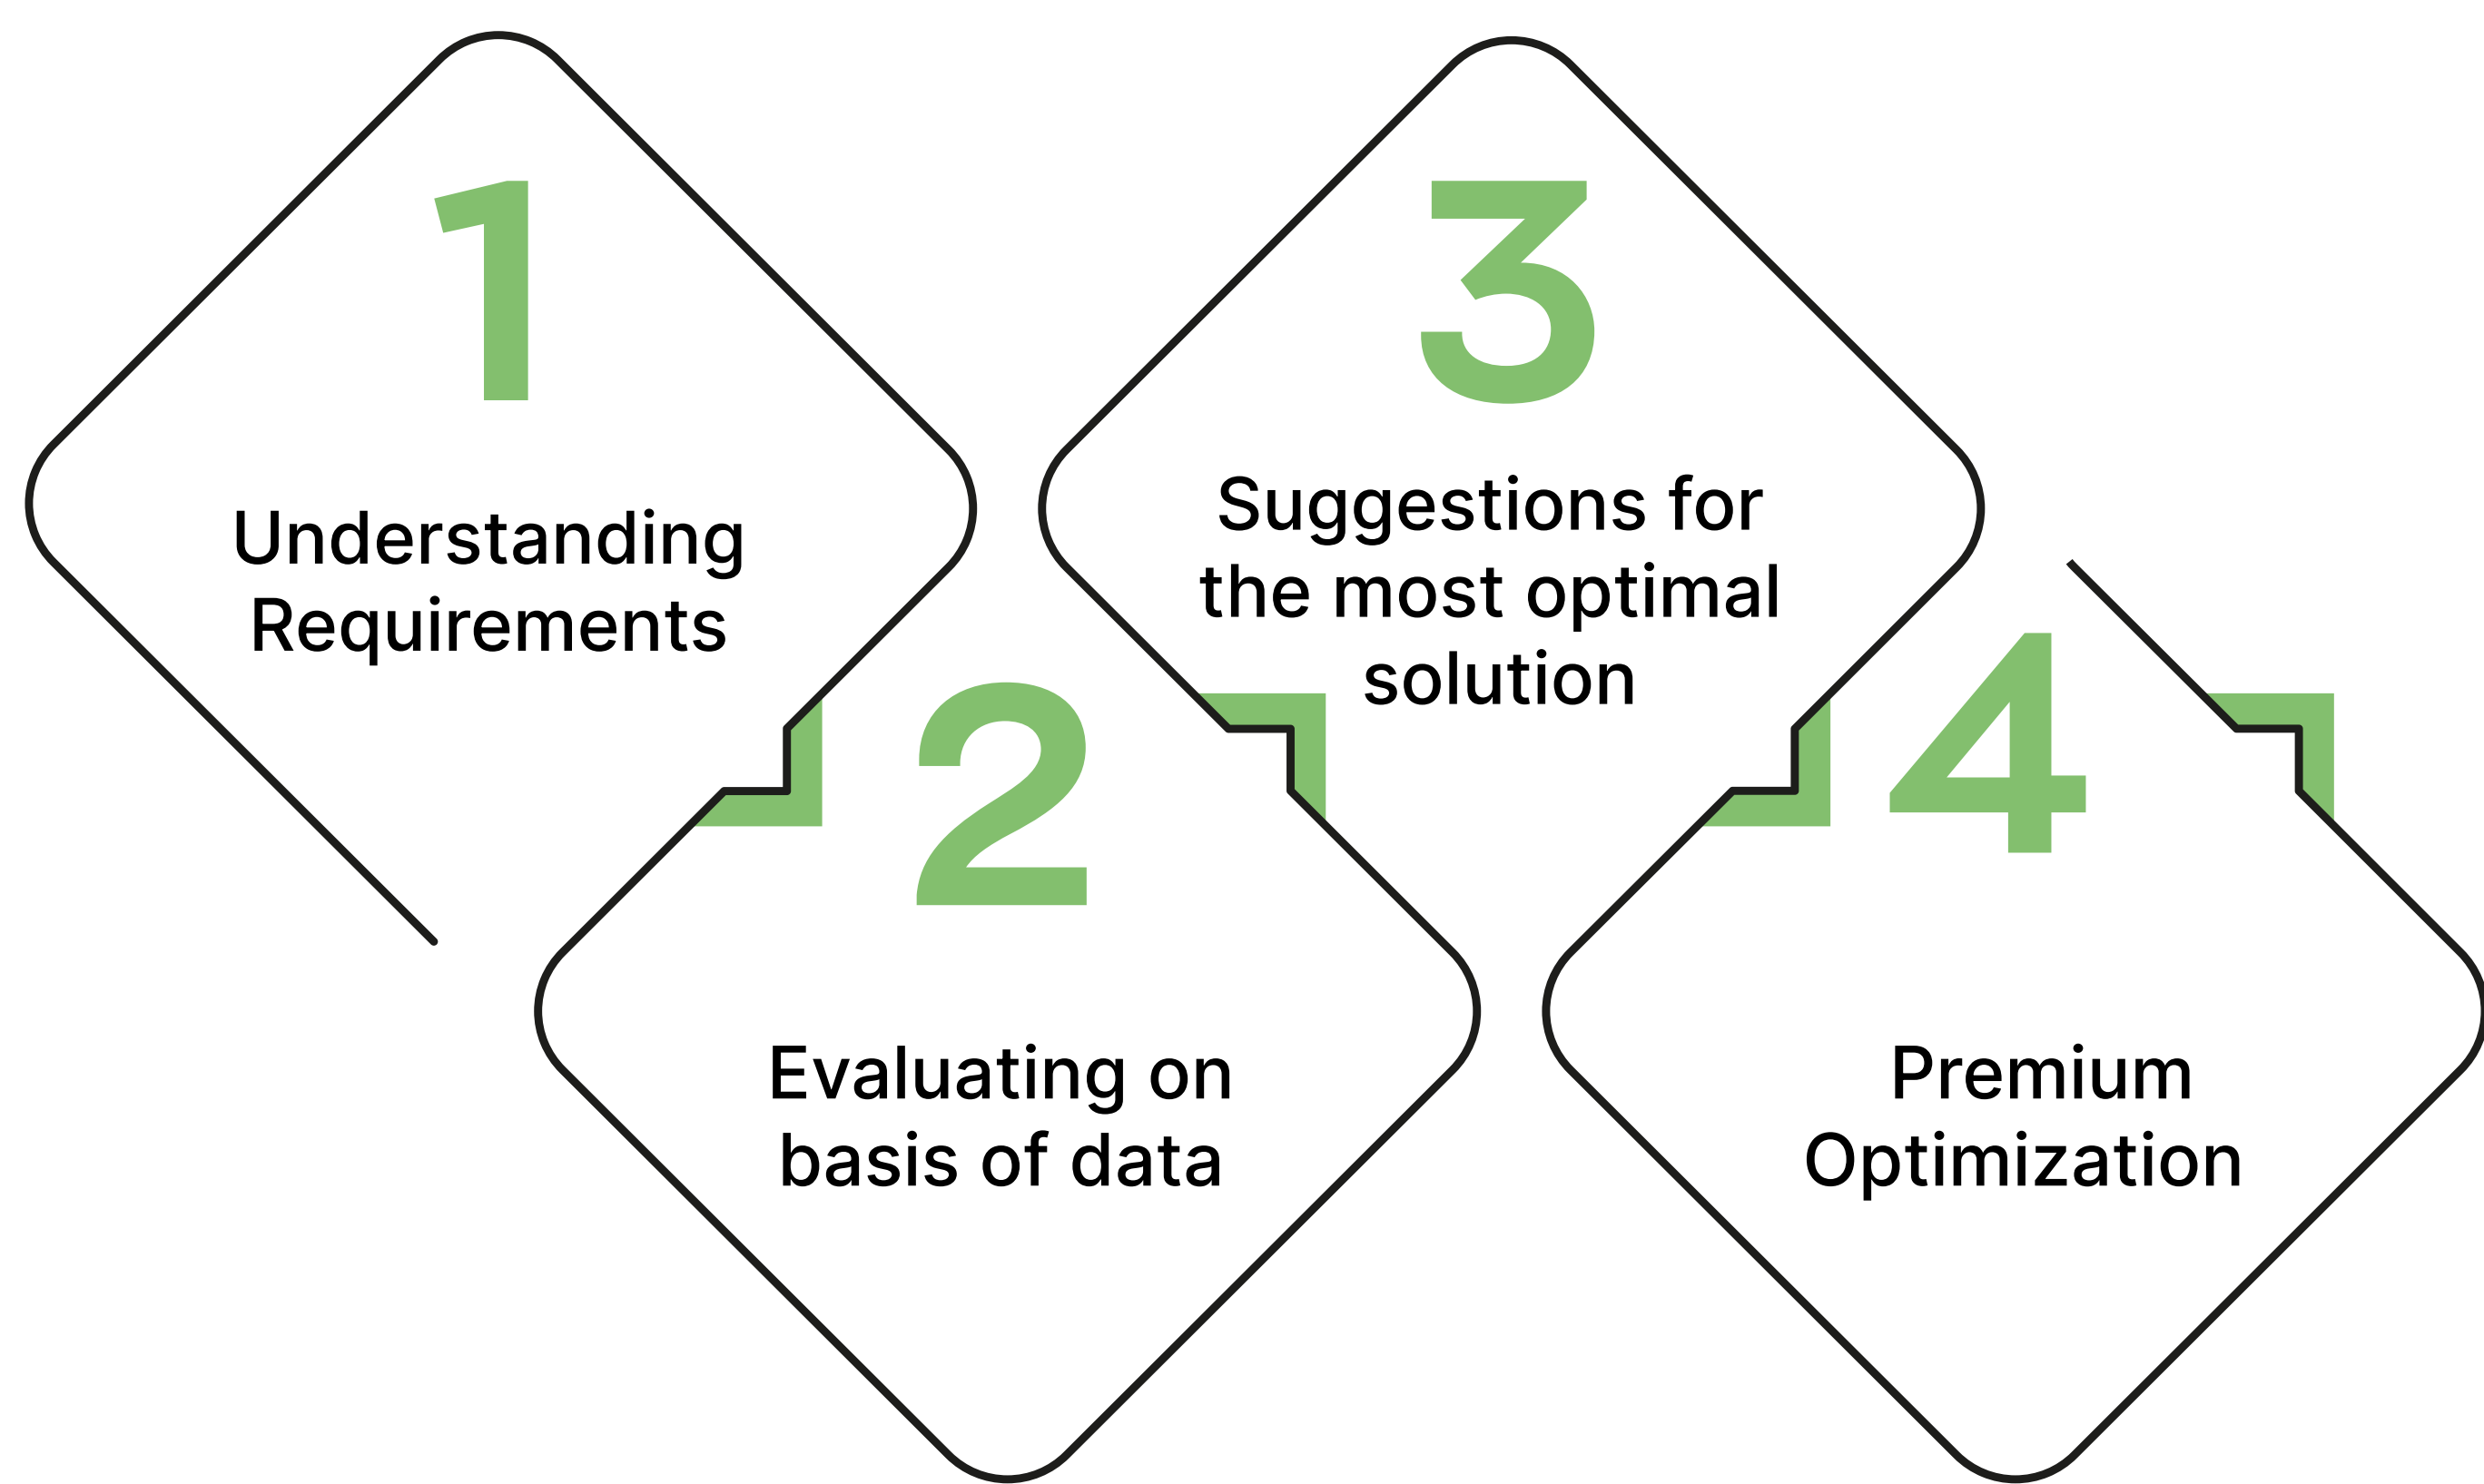 1
Understanding
Requirements
2
Evaluating on
basis of data
3
Suggestions for
the most optimal
solution
4
Premium
Optimization